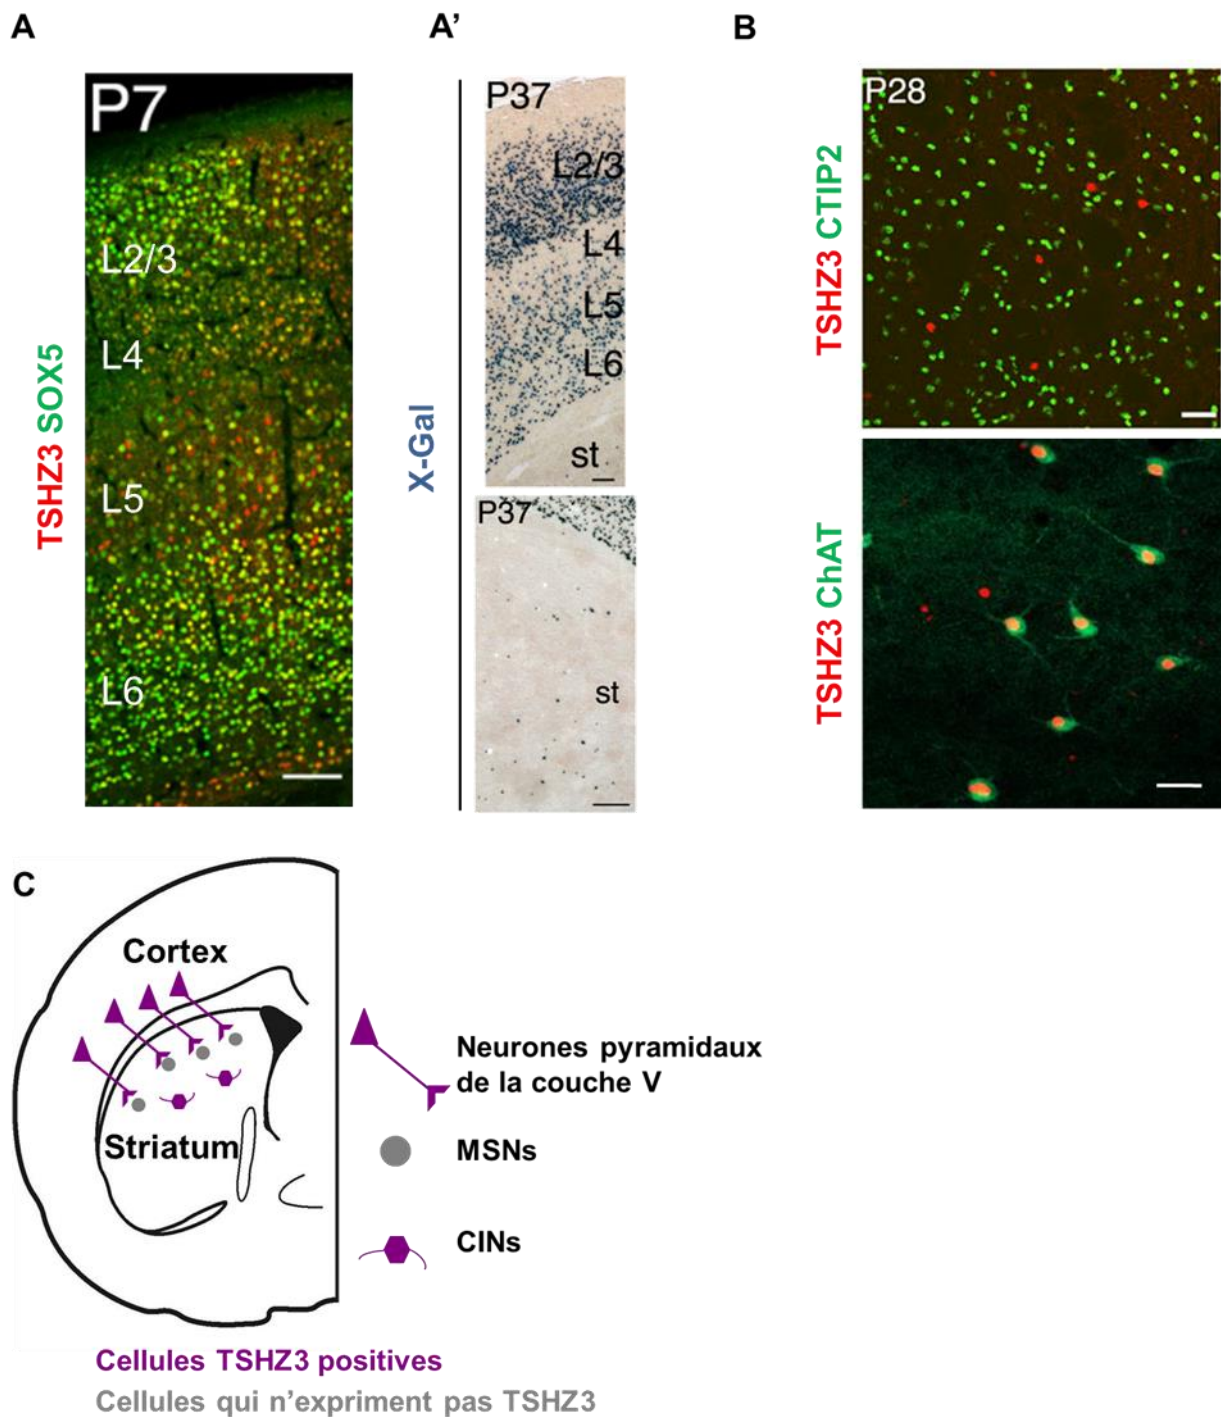 A
A’
B
P7
L2/3
L4
L5
L6
TSHZ3 SOX5
P37
L2/3
L4
L5
L6
st
P37
st
X-Gal
P28
TSHZ3 CTIP2
TSHZ3 ChAT
C
Cortex
Striatum
Neurones pyramidaux
de la couche V
MSNs
CINs
Cellules TSHZ3 positives
Cellules qui n’expriment pas TSHZ3